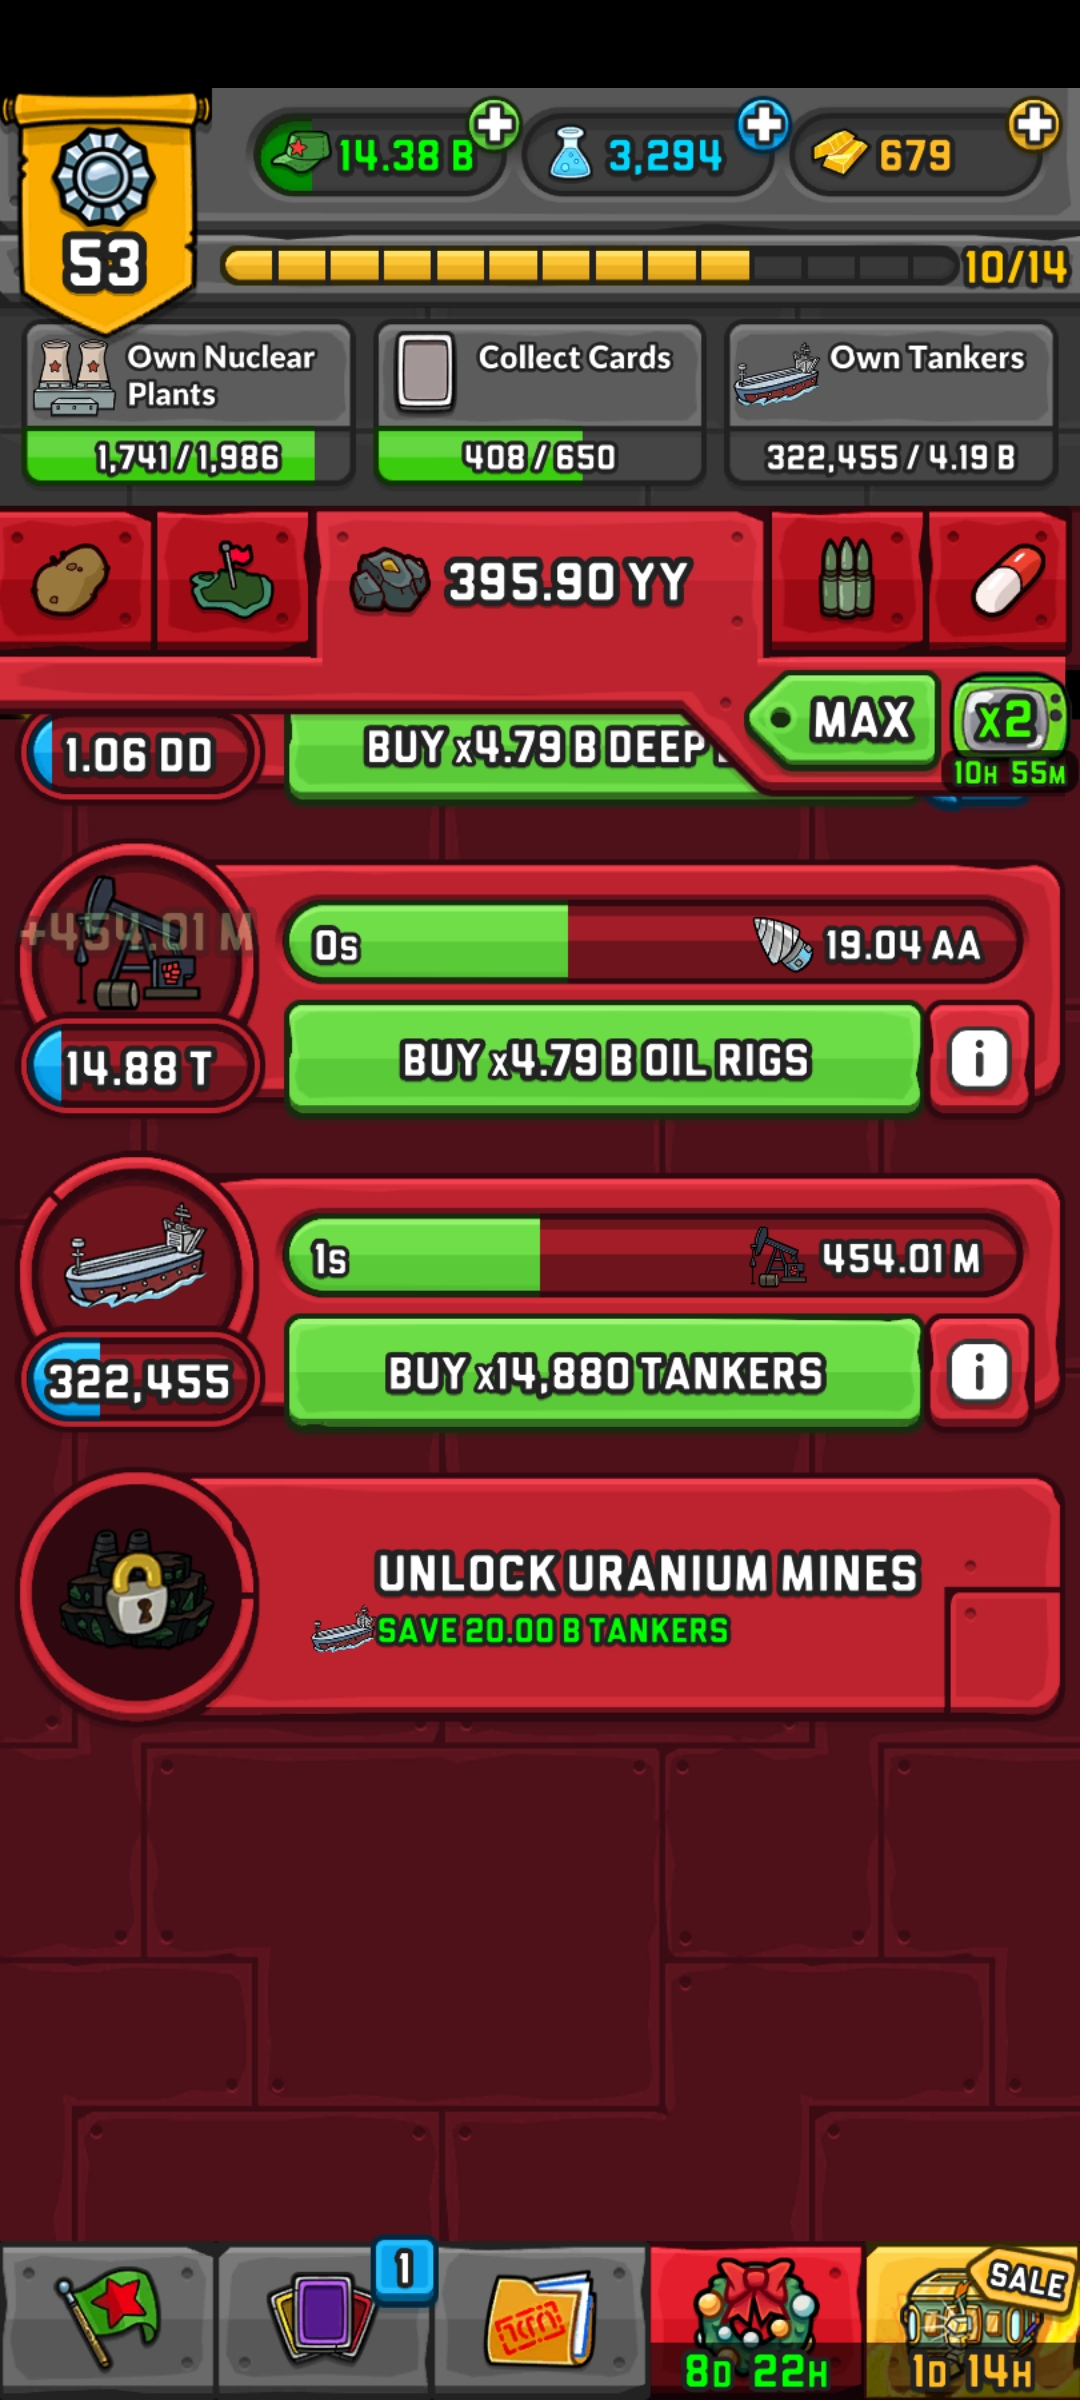 14.38 B
3,294
679
53
10/14
Own Nuclear
Plants
1,741/1,986
Collect Cards
408/650
Own Tankers
322,455/4.19 B
395.90 YY
MAX
x2
10H 55M
1.06 DD
BUY x4.79 B DEEP
+454.01 M
0s
19.04 AA
14.88 T
BUY x4.79 B OIL RIGS
i
1s
454.01 M
322,455
BUY x14,880 TANKERS
i
UNLOCK URANIUM MINES
SAVE 20.00 B TANKERS
1
SALE
8D 22H
1D 14H